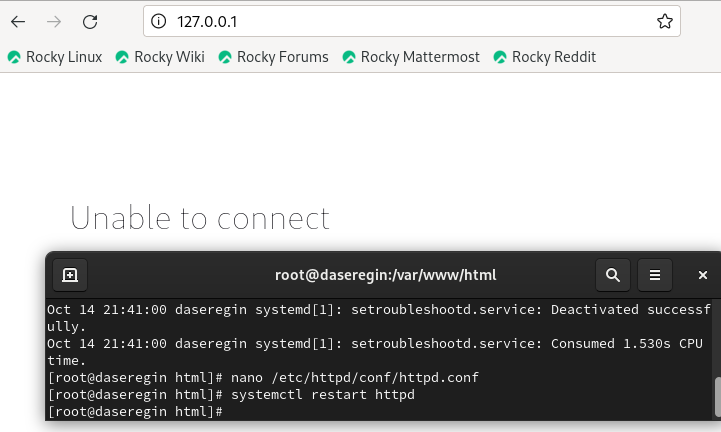 127.0.0.1
Rocky Linux Rocky Wiki Rocky Forums Rocky Mattermost Rocky Reddit
Unable to connect
root@daseregin:/var/www/html
Oct 14 21:41:00 daseregin systemd[1]: setroubleshootd.service: Deactivated successf
ully.
Oct 14 21:41:00 daseregin systemd[1]: setroubleshootd.service: Consumed 1.530s CPU
time.
[root@daseregin html]# nano /etc/httpd/conf/httpd.conf
[root@daseregin html]# systemctl restart httpd
[root@daseregin html]#